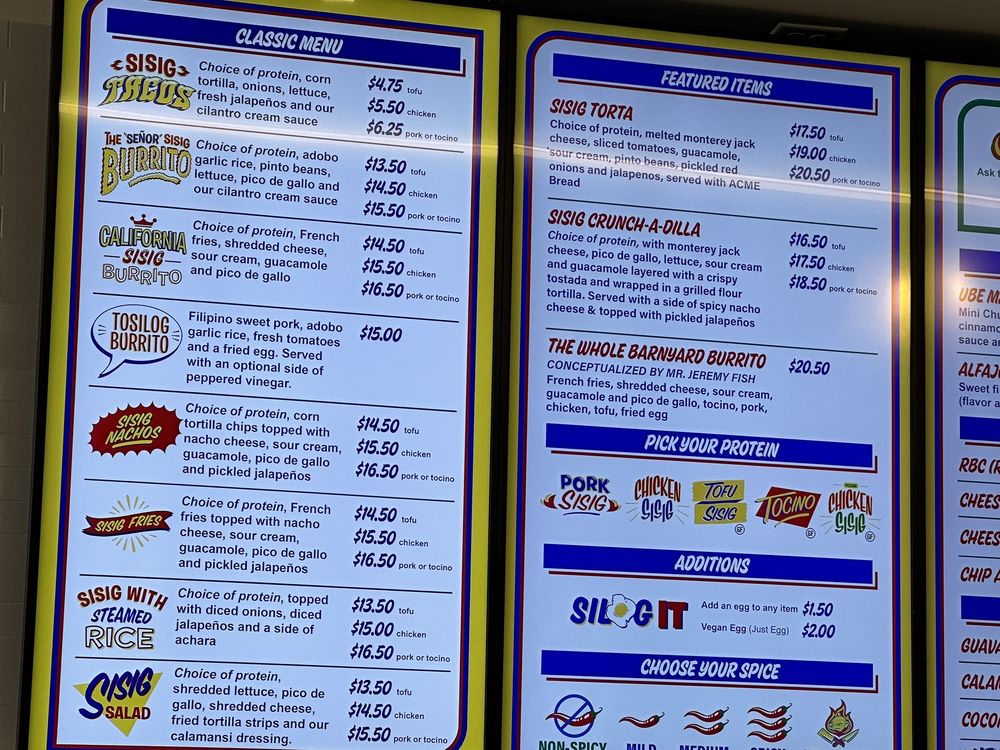 CLASSIC MENU
SISIG
TACOS
Choice of protein, corn
tortilla, onions, lettuce,
fresh jalapeños and our
cilantro cream sauce
$4.75 tofu
$5.50 chicken
$6.25 pork or tocino
THE 'SEÑOR' SISIG
BURRITO
Choice of protein, adobo
garlic rice, pinto beans,
lettuce, pico de gallo and
our cilantro cream sauce
$13.50 tofu
$14.50 chicken
$15.50 pork or tocino
CALIFORNIA
SISIG
BURRITO
Choice of protein, French
fries, shredded cheese,
sour cream, guacamole
and pico de gallo
$14.50 tofu
$15.50 chicken
$16.50 pork or tocino
TOSILOG
BURRITO
Filipino sweet pork, adobo
garlic rice, fresh tomatoes
and a fried egg. Served
with an optional side of
peppered vinegar.
$15.00
SISIG
NACHOS
Choice of protein, corn
tortilla chips topped with
nacho cheese, sour cream,
guacamole, pico de gallo
and pickled jalapeños
$14.50 tofu
$15.50 chicken
$16.50 pork or tocino
SISIG FRIES
Choice of protein, French
fries topped with nacho
cheese, sour cream,
guacamole, pico de gallo
and pickled jalapeños
$14.50 tofu
$15.50 chicken
$16.50 pork or tocino
SISIG WITH
STEAMED
RICE
Choice of protein, topped
with diced onions, diced
jalapeños and a side of
achara
$13.50 tofu
$15.00 chicken
$16.50 pork or tocino
SISIG
SALAD
Choice of protein,
shredded lettuce, pico de
gallo, shredded cheese,
fried tortilla strips and our
calamansi dressing.
$13.50 tofu
$14.50 chicken
$15.50 pork or tocino
FEATURED ITEMS
SISIG TORTA
Choice of protein, melted monterey jack
cheese, sliced tomatoes, guacamole,
sour cream, pinto beans, pickled red
onions and jalapenos, served with ACME
Bread
$17.50 tofu
$19.00 chicken
$20.50 pork or tocino
SISIG CRUNCH-A-DILLA
Choice of protein, with monterey jack
cheese, pico de gallo, lettuce, sour cream
and guacamole layered with a crispy
tostada and wrapped in a grilled flour
tortilla. Served with a side of spicy nacho
cheese & topped with pickled jalapeños
$16.50 tofu
$17.50 chicken
$18.50 pork or tocino
THE WHOLE BARNYARD BURRITO
CONCEPTUALIZED BY MR. JEREMY FISH
French fries, shredded cheese, sour cream,
guacamole and pico de gallo, tocino, pork,
chicken, tofu, fried egg
$20.50
PICK YOUR PROTEIN
PORK
SISIG
CHICKEN
SISIG
TOFU
SISIG
GF
TOCINO
GF
CHICKEN
SISIG
GF
ADDITIONS
SILOG IT
Add an egg to any item $1.50
Vegan Egg (Just Egg) $2.00
CHOOSE YOUR SPICE
NON-SPICY
MILD
MEDIUM
SPICY
Ask
UBE
Mini
cinnam
sauce
ALFAJ
Sweet fi
(flavor a
RBC
CHEES
CHEES
CHIP
GUAVA
CALAM
COCO